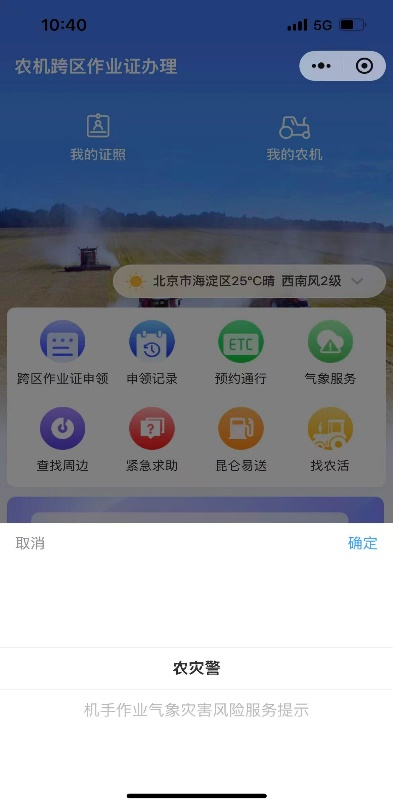 10:40
5G
农机跨区作业证办理
我的证照
我的农机
北京市海淀区25℃晴 西南风2级
跨区作业证申领
申领记录
ETC
预约通行
气象服务
查找周边
?
紧急求助
昆仑易送
找农活
取消
确定
农灾警
机手作业气象灾害风险服务提示